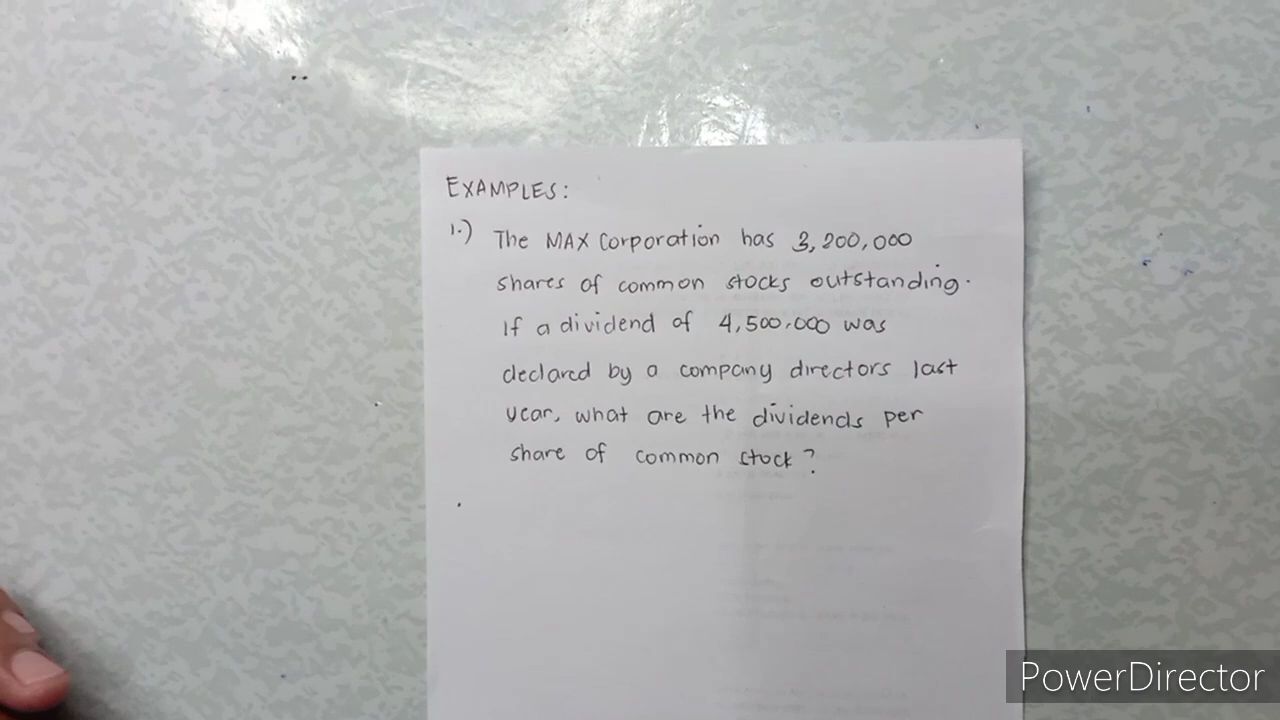 EXAMPLES:
1.) The MAX Corporation has 3,200,000
shares of common stocks outstanding.
If a dividend of 4,500,000 was
declared by a company directors last
year, what are the dividends per
share of common stock?
PowerDirector